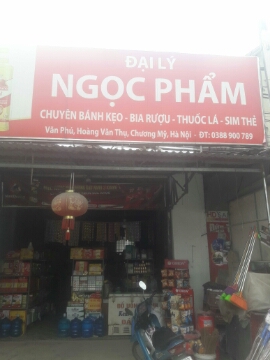 ĐẠI LÝ
NGỌC PHẨM
CHUYÊN BÁNH KẸO - BIA RƯỢU - THUỐC LÁ - SIM THẺ
Văn Phú, Hoàng Văn Thụ, Chương Mỹ, Hà Nội - ĐT: 0388 900 789